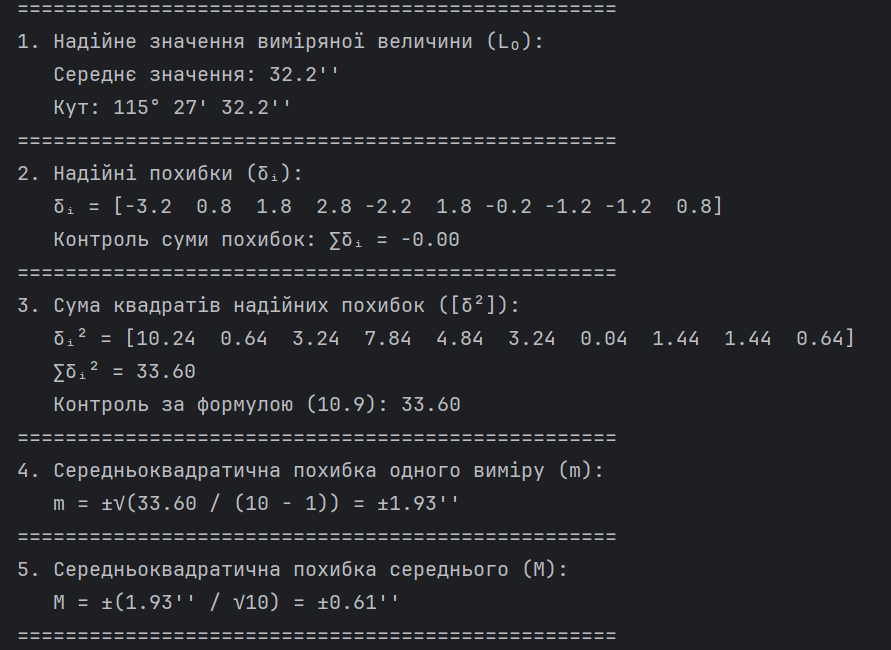 ==================================================
1. Надійне значення виміряної величини (L₀):
Середнє значення: 32.2''
Кут: 115° 27' 32.2''
==================================================
2. Надійні похибки (δᵢ):
δᵢ = [-3.2  0.8  1.8  2.8 -2.2  1.8 -0.2 -1.2 -1.2  0.8]
Контроль суми похибок: ∑δᵢ = -0.00
==================================================
3. Сума квадратів надійних похибок ([δ²]):
δᵢ² = [10.24  0.64  3.24  7.84  4.84  3.24  0.04  1.44  1.44  0.64]
∑δᵢ² = 33.60
Контроль за формулою (10.9): 33.60
==================================================
4. Середньоквадратична похибка одного виміру (m):
m = ±√(33.60 / (10 - 1)) = ±1.93''
==================================================
5. Середньоквадратична похибка середнього (M):
M = ±(1.93'' / √10) = ±0.61''
==================================================